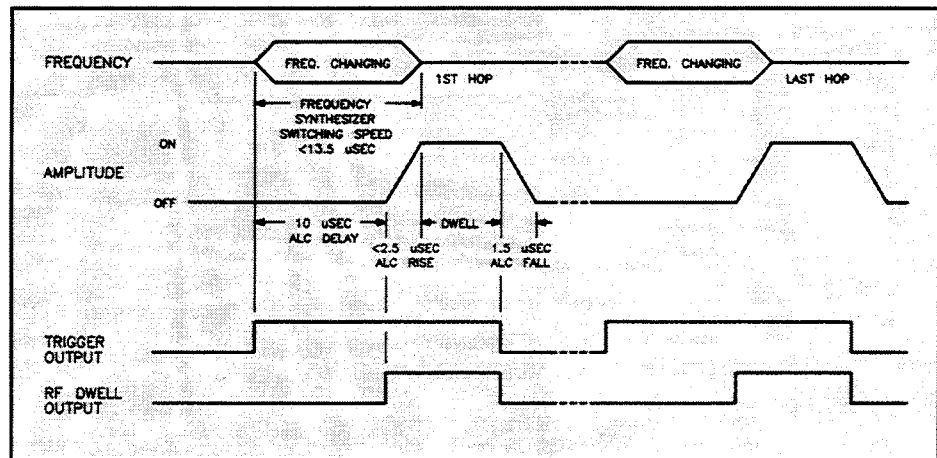 FREQUENCY
FREQ. CHANGING
1ST HOP
FREQ. CHANGING
LAST HOP
FREQUENCY
SYNTHESIZER
SWITCHING SPEED
<13.5 uSEC
ON
AMPLITUDE
OFF
10 uSEC
ALC DELAY
<2.5 uSEC
ALC RISE
DWELL
1.5 uSEC
ALC FALL
TRIGGER
OUTPUT
RF DWELL
OUTPUT